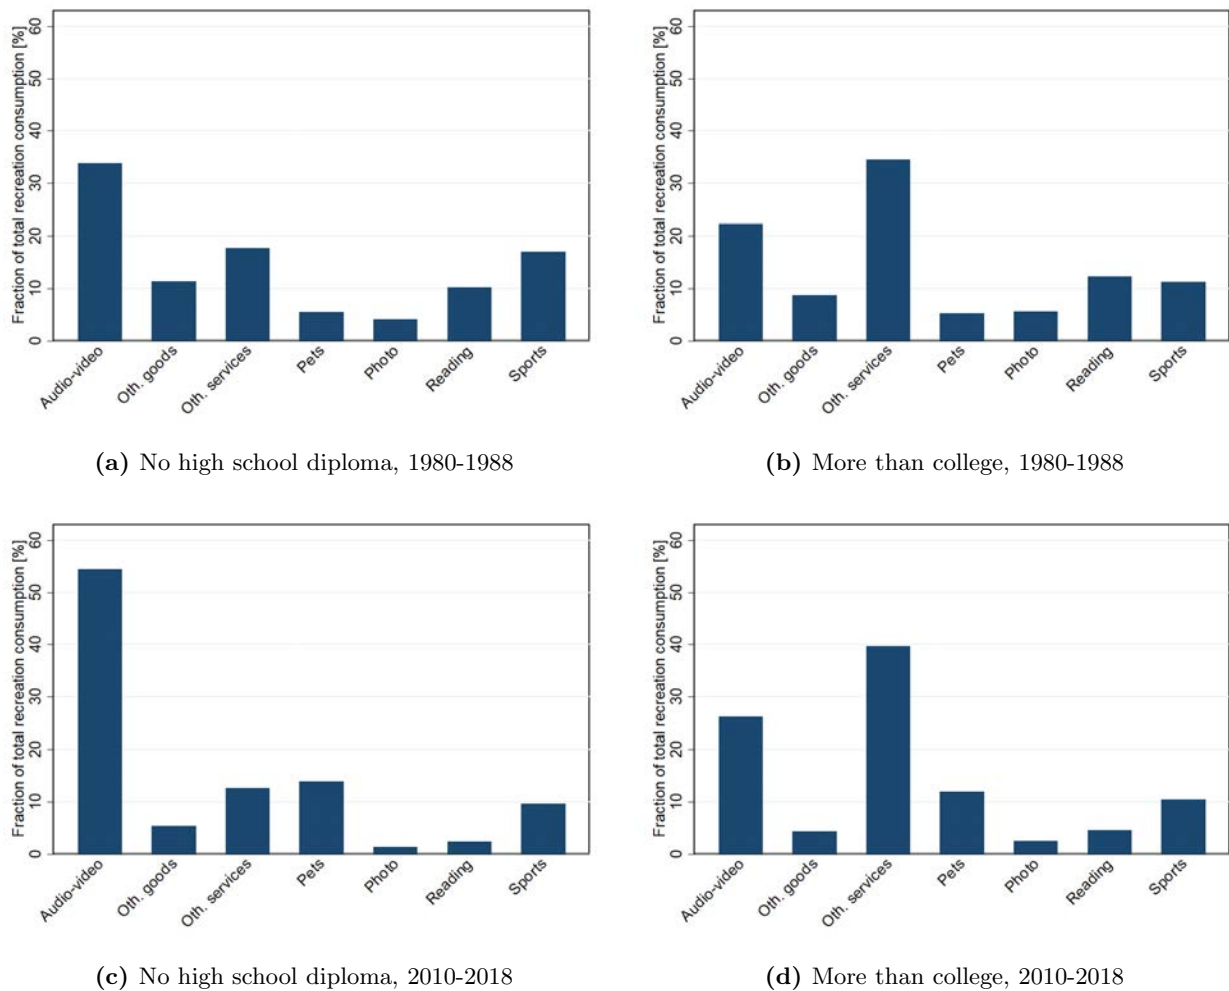 Fraction of total recreation consumption [%]
60
50
40
30
20
10
0
Audio-video
Oth. goods
Oth. services
Pets
Photo
Reading
Sports
(a) No high school diploma, 1980-1988
Fraction of total recreation consumption [%]
60
50
40
30
20
10
0
Audio-video
Oth. goods
Oth. services
Pets
Photo
Reading
Sports
(b) More than college, 1980-1988
Fraction of total recreation consumption [%]
60
50
40
30
20
10
0
Audio-video
Oth. goods
Oth. services
Pets
Photo
Reading
Sports
(c) No high school diploma, 2010-2018
Fraction of total recreation consumption [%]
60
50
40
30
20
10
0
Audio-video
Oth. goods
Oth. services
Pets
Photo
Reading
Sports
(d) More than college, 2010-2018